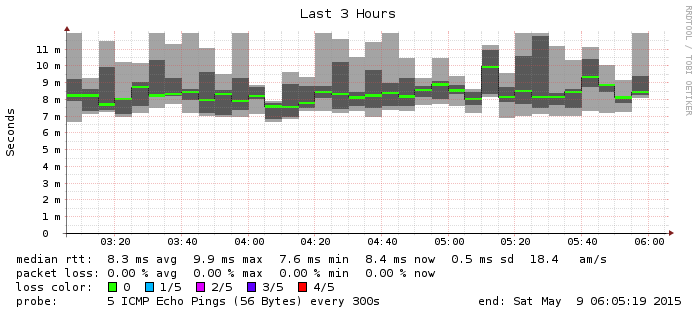 Last 3 Hours
RRDTOOL / TOBI OETIKER
Seconds
11 m
10 m
9 m
8 m
7 m
6 m
5 m
4 m
3 m
2 m
1 m
0
03:20 03:40 04:00 04:20 04:40 05:00 05:20 05:40 06:00
median rtt: 8.3 ms avg 9.9 ms max 7.6 ms min 8.4 ms now 0.5 ms sd 18.4 am/s
packet loss: 0.00 % avg 0.00 % max 0.00 % min 0.00 % now
loss color: 0 1/5 2/5 3/5 4/5
probe: 5 ICMP Echo Pings (56 Bytes) every 300s end: Sat May 9 06:05:19 2015